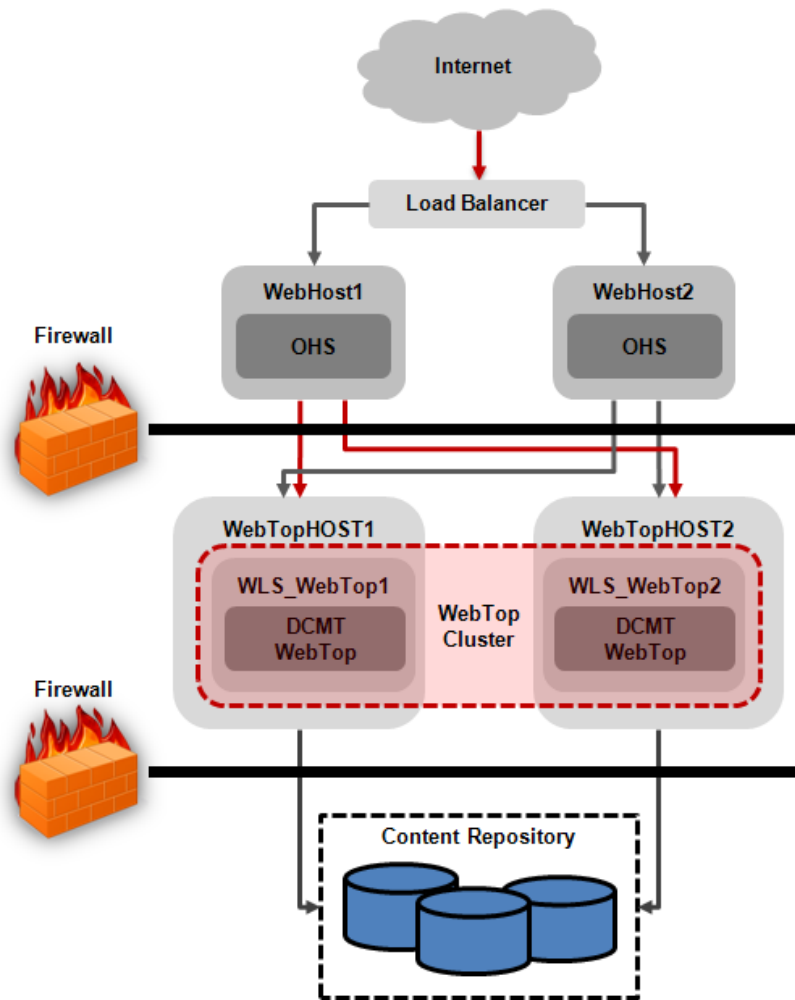 Internet
Load Balancer
WebHost1
WebHost2
OHS
OHS
Firewall
WebTopHOST1
WebTopHOST2
WLS_WebTop1
WLS_WebTop2
WebTop
Cluster
DCMT
WebTop
DCMT
WebTop
Firewall
Content Repository